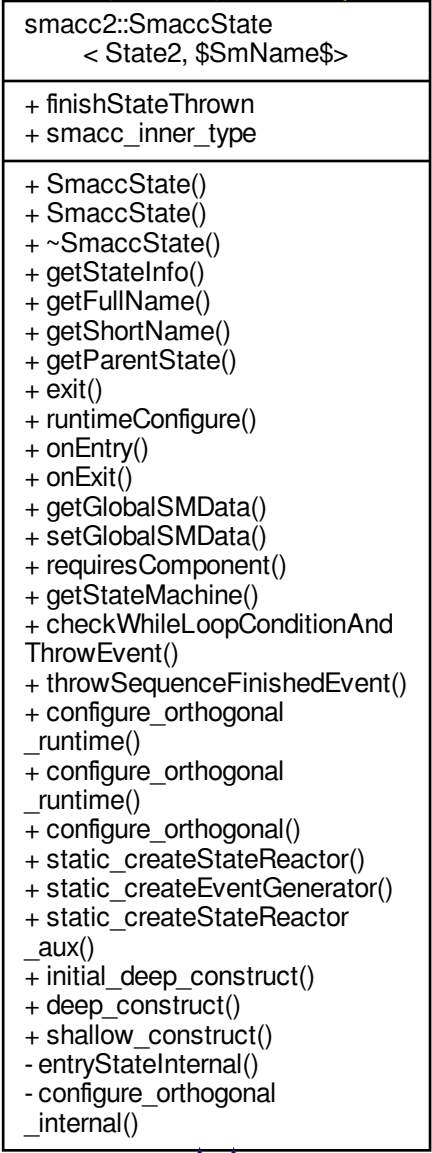 smacc2::SmaccState
< State2, $SmName$>
+ finishStateThrown
+ smacc_inner_type
+ SmaccState()
+ SmaccState()
+ ~SmaccState()
+ getStateInfo()
+ getFullName()
+ getShortName()
+ getParentState()
+ exit()
+ runtimeConfigure()
+ onEntry()
+ onExit()
+ getGlobalSMData()
+ setGlobalSMData()
+ requiresComponent()
+ getStateMachine()
+ checkWhileLoopConditionAnd
ThrowEvent()
+ throwSequenceFinishedEvent()
+ configure_orthogonal
_runtime()
+ configure_orthogonal
_runtime()
+ configure_orthogonal()
+ static_createStateReactor()
+ static_createEventGenerator()
+ static_createStateReactor
_aux()
+ initial_deep_construct()
+ deep_construct()
+ shallow_construct()
- entryStateInternal()
- configure_orthogonal
_internal()